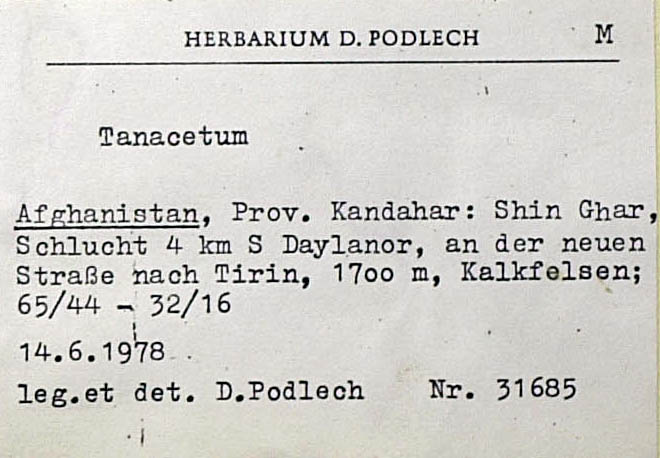 HERBARIUM D. PODLECH M
Tanacetum
Afghanistan, Prov. Kandahar: Shin Ghar,
Schlucht 4 km S Daylanor, an der neuen
Straße nach Tirin, 17oo m, Kalkfelsen;
65/44 - 32/16
14.6.1978
leg.et det. D.Podlech Nr. 31685